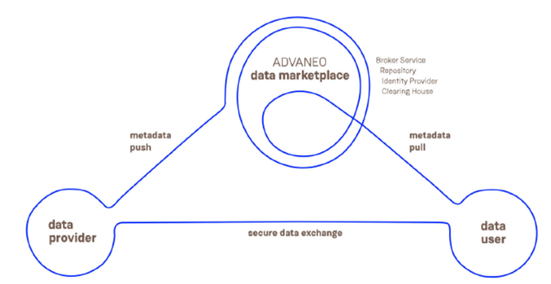 ADVANEO
data marketplace
Broker Service
Repository
Identity Provider
Clearing House
metadata
push
metadata
pull
data
provider
secure data exchange
data
user